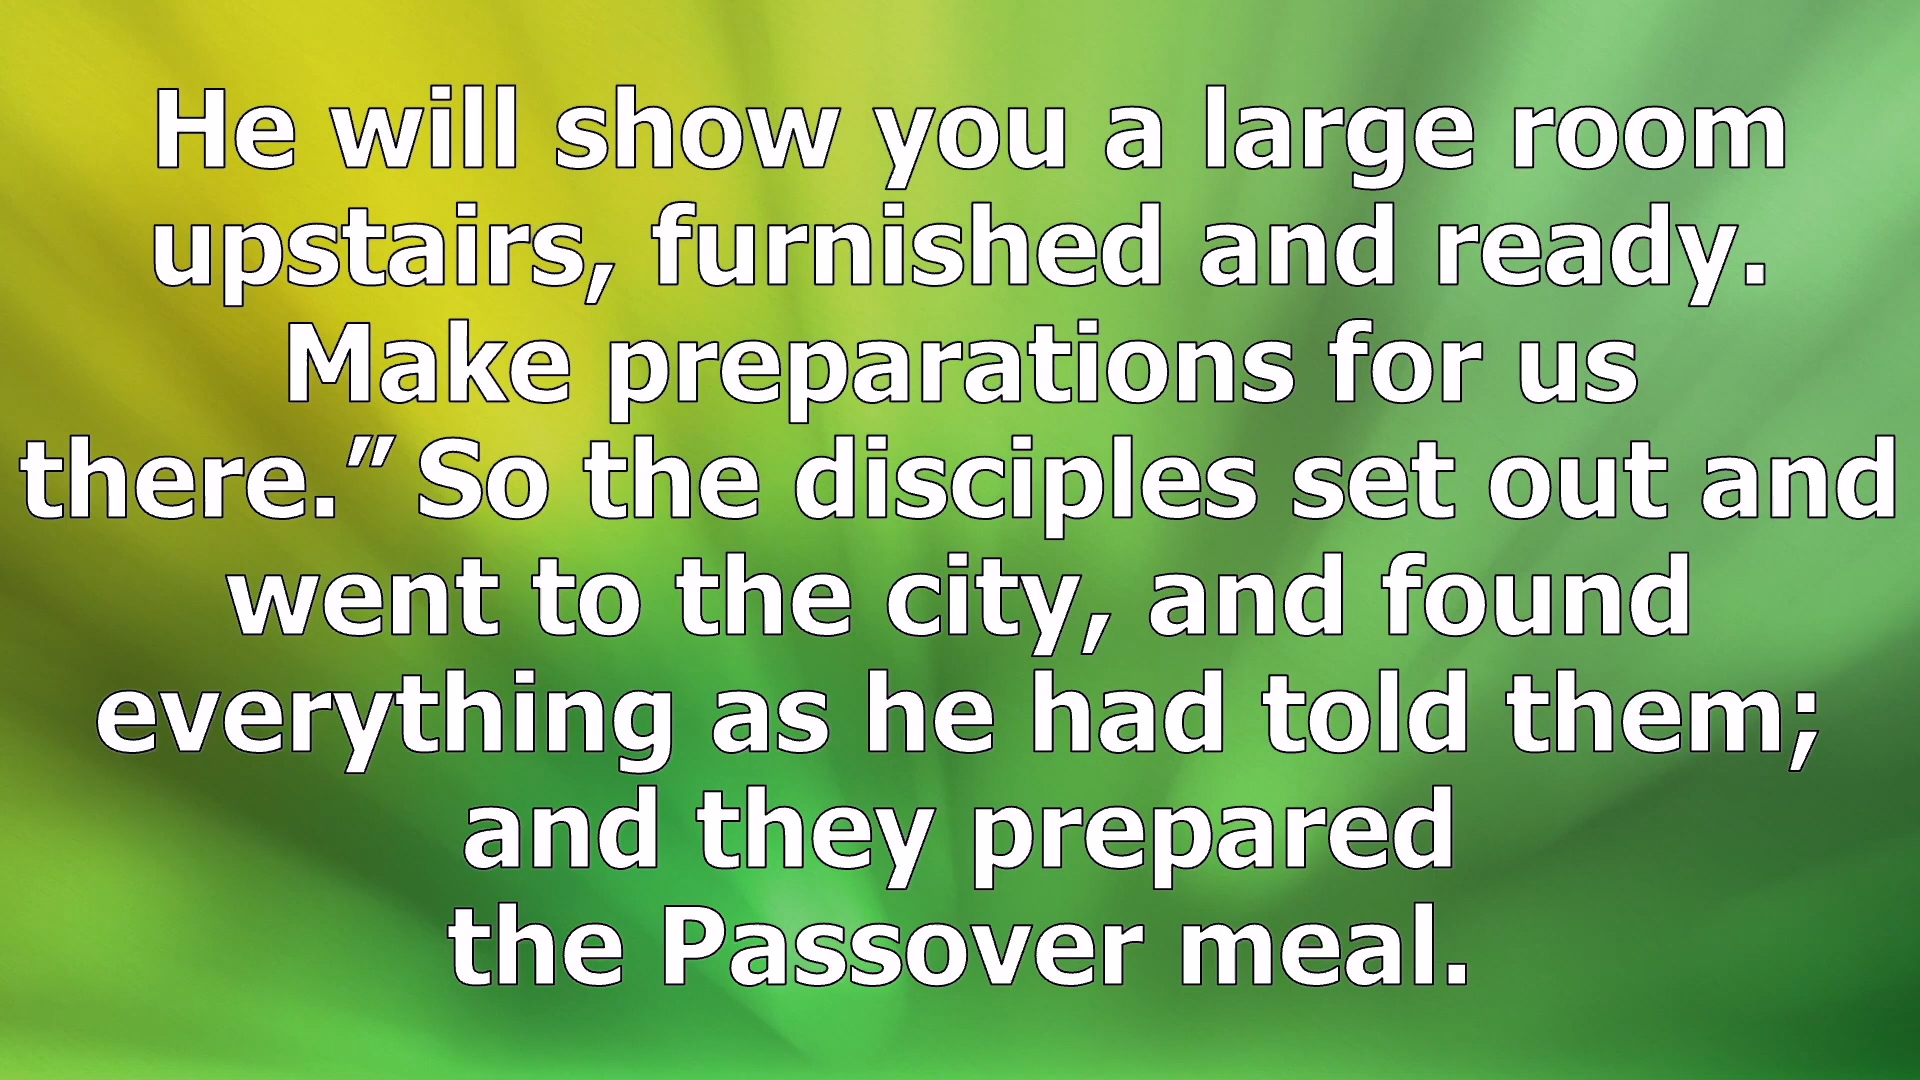 He will show you a large room
upstairs, furnished and ready.
Make preparations for us
there.” So the disciples set out and
went to the city, and found
everything as he had told them;
and they prepared
the Passover meal.